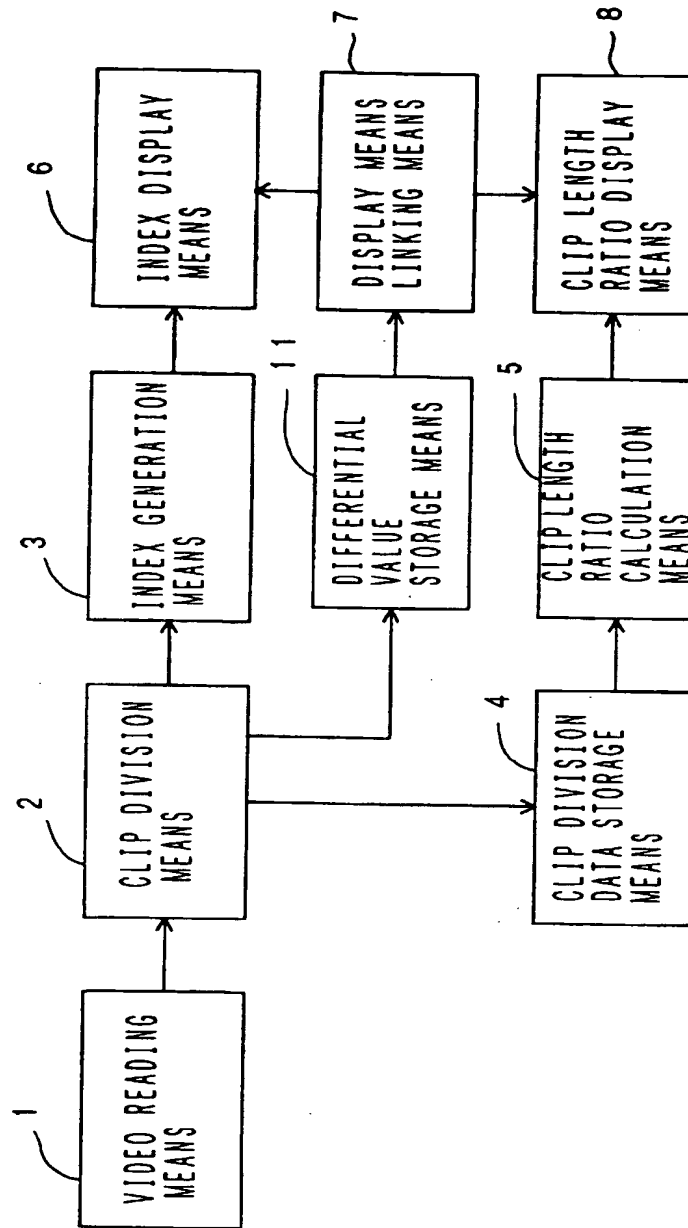 1
VIDEO READING
MEANS
2
CLIP DIVISION
MEANS
3
INDEX GENERATION
MEANS
6
INDEX DISPLAY
MEANS
11
DIFFERENTIAL
VALUE
STORAGE MEANS
7
DISPLAY MEANS
LINKING MEANS
4
CLIP DIVISION
DATA STORAGE
MEANS
5
CLIP LENGTH
RATIO
CALCULATION
MEANS
8
CLIP LENGTH
RATIO DISPLAY
MEANS